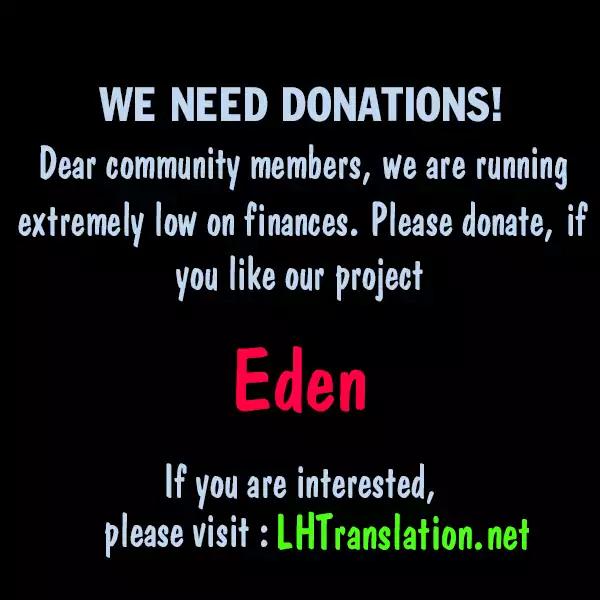 WE NEED DONATIONS!
Dear community members, we are running
extremely low on finances. Please donate, if
you like our project
Eden
If you are interested,
please visit : LHTranslation.net